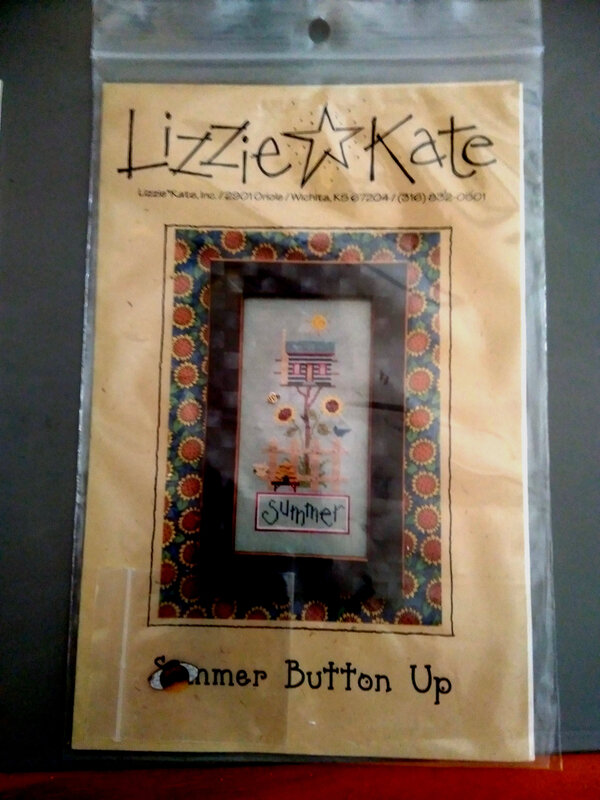 Lizzie☆Kate
Lizzie*Kate, Inc. / 2901 Oriole / Wichita, KS 67204 / (316) 832-0501
summer
Summer Button Up